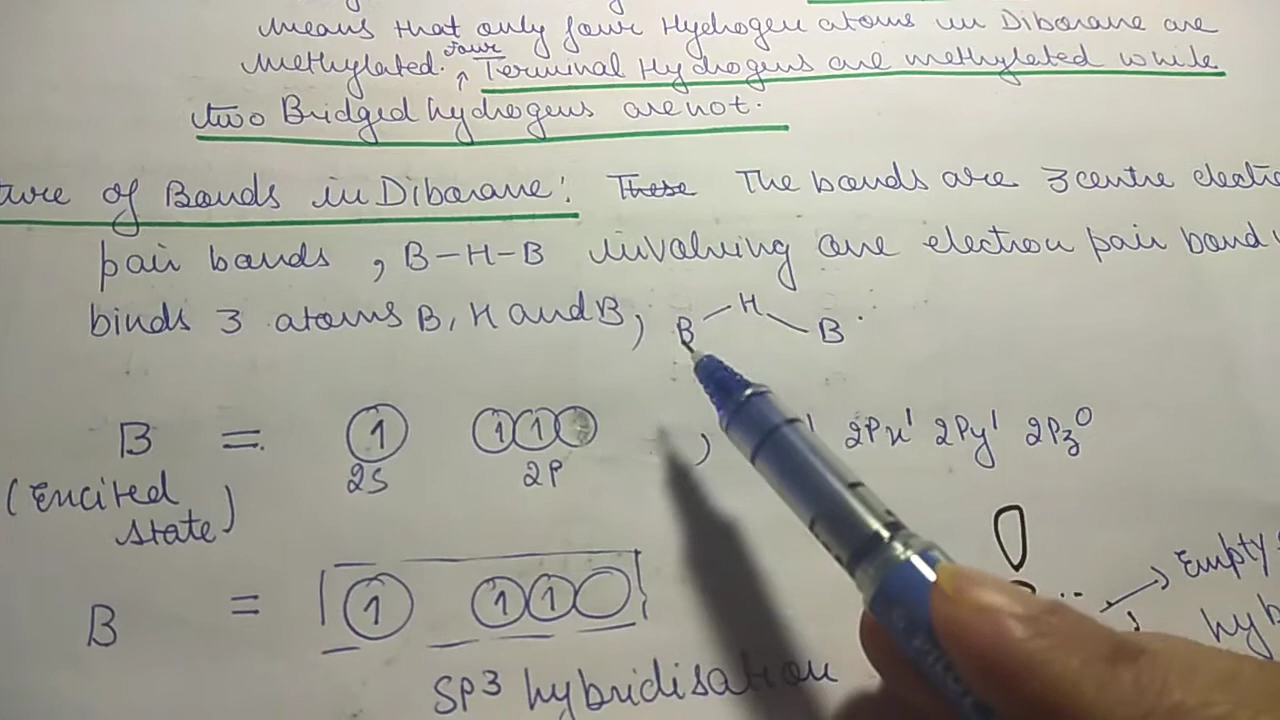 means that only four Hydrogen atoms in Diborane are
Methylated. four Terminal Hydrogens are methylated while
two Bridged hydrogens are not.
of Bonds in Diborane: These The bonds are 3 centre
pair bonds, B-H-B involving one electron pair bond
binds 3 atoms B, H and B, B H B.
B = 1 1 1 , 2Px¹ 2Py¹ 2Pz⁰
2S 2P
(Encited
state)
Empty
B = 1 1 1
SP³ hybridisation